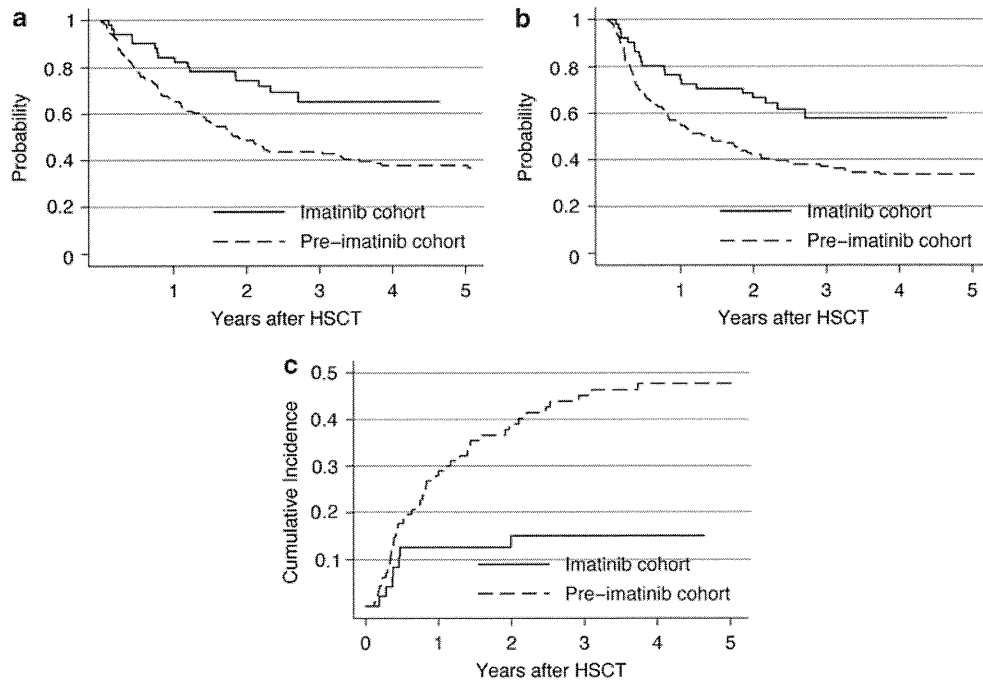 a
1
0.8
0.6
0.4
0.2
0
Probability
Imatinib cohort
Pre-imatinib cohort
1 2 3 4 5
Years after HSCT
b
1
0.8
0.6
0.4
0.2
0
Probability
Imatinib cohort
Pre-imatinib cohort
1 2 3 4 5
Years after HSCT
c
0.5
0.4
0.3
0.2
0.1
Cumulative Incidence
Imatinib cohort
Pre-imatinib cohort
0 1 2 3 4 5
Years after HSCT